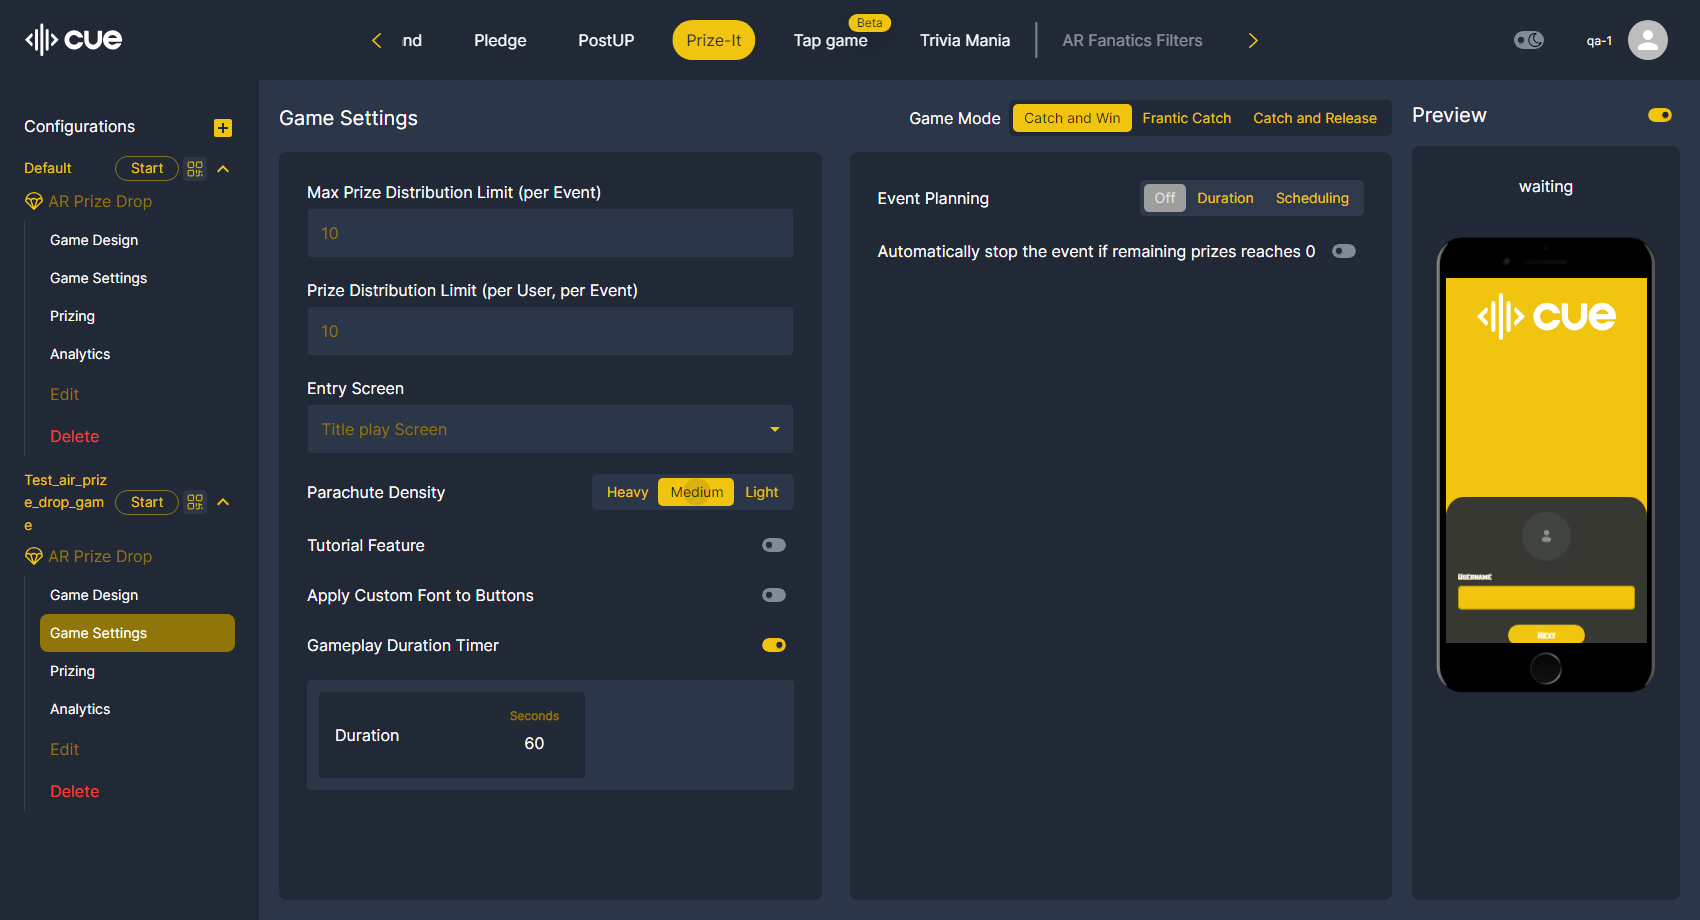 cue
nd
Pledge
PostUP
Prize-It
Beta
Tap game
Trivia Mania
AR Fanatics Filters
qa-1
Configurations
Default
Start
AR Prize Drop
Game Design
Game Settings
Prizing
Analytics
Edit
Delete
Test_air_priz
e_drop_gam
e
Start
AR Prize Drop
Game Design
Game Settings
Prizing
Analytics
Edit
Delete
Game Settings
Game Mode
Catch and Win
Frantic Catch
Catch and Release
Max Prize Distribution Limit (per Event)
10
Prize Distribution Limit (per User, per Event)
10
Entry Screen
Title play Screen
Parachute Density
Heavy
Medium
Light
Tutorial Feature
Apply Custom Font to Buttons
Gameplay Duration Timer
Duration
Seconds
60
Event Planning
Off
Duration
Scheduling
Automatically stop the event if remaining prizes reaches 0
Preview
waiting
cue
Username
Next